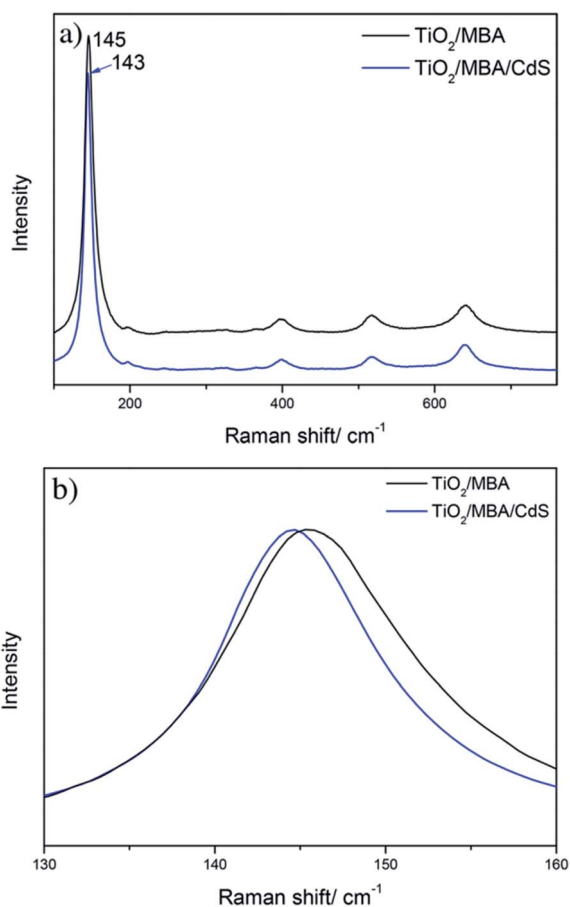 a)
145
143
TiO₂/MBA
TiO₂/MBA/CdS
Intensity
200
400
600
Raman shift/ cm⁻¹
b)
TiO₂/MBA
TiO₂/MBA/CdS
Intensity
130
140
150
160
Raman shift/ cm⁻¹